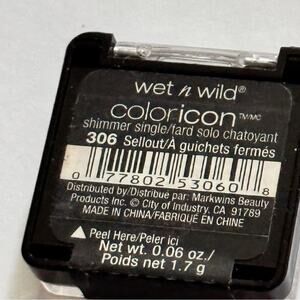 wet n wild®
coloricon™/MC
shimmer single/fard solo chatoyant
306 Sellout/À guichets fermés
0 77802 53060 8
Distributed by/Distribué par: Markwins Beauty
Products Inc. © City of Industry, CA 91789
MADE IN CHINA/FABRIQUÉ EN CHINE
Peel Here/Peler ici
Net wt. 0.06 oz./
Poids net 1.7 g